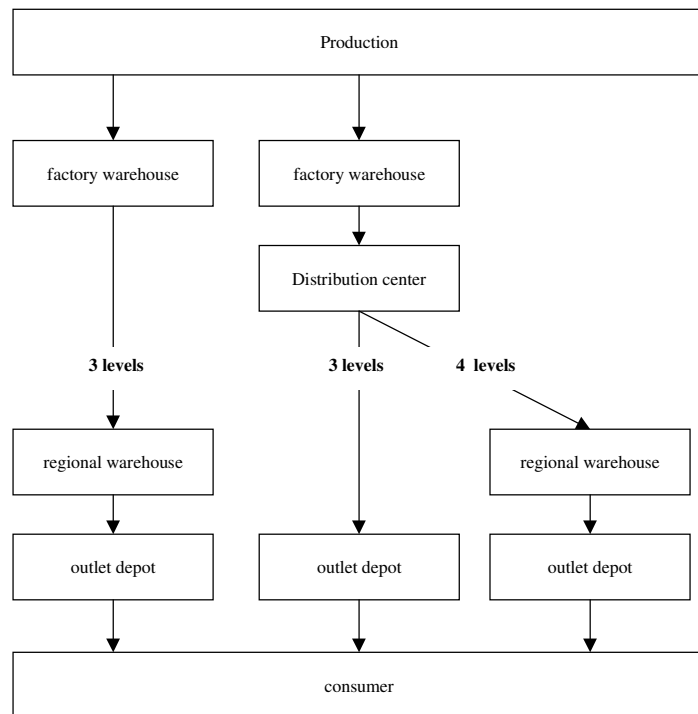 Production
factory warehouse
factory warehouse
Distribution center
3 levels
3 levels
4 levels
regional warehouse
regional warehouse
outlet depot
outlet depot
outlet depot
consumer